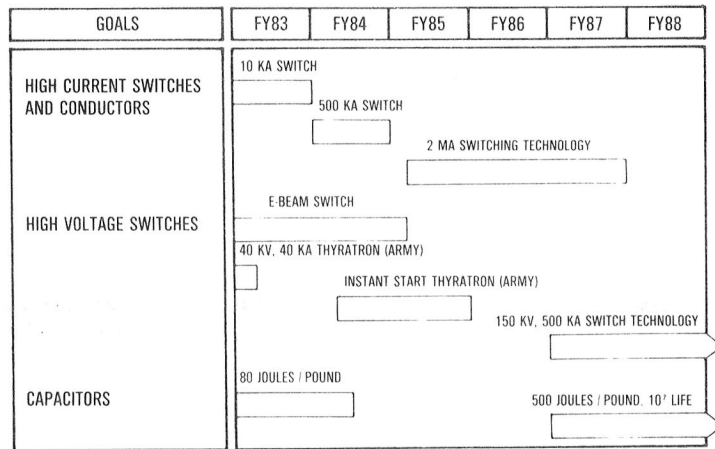 GOALS
FY83
FY84
FY85
FY86
FY87
FY88
HIGH CURRENT SWITCHES
AND CONDUCTORS
10 KA SWITCH
500 KA SWITCH
2 MA SWITCHING TECHNOLOGY
HIGH VOLTAGE SWITCHES
E-BEAM SWITCH
40 KV, 40 KA THYRATRON (ARMY)
INSTANT START THYRATRON (ARMY)
150 KV, 500 KA SWITCH TECHNOLOGY
CAPACITORS
80 JOULES / POUND
500 JOULES / POUND. 10⁷ LIFE